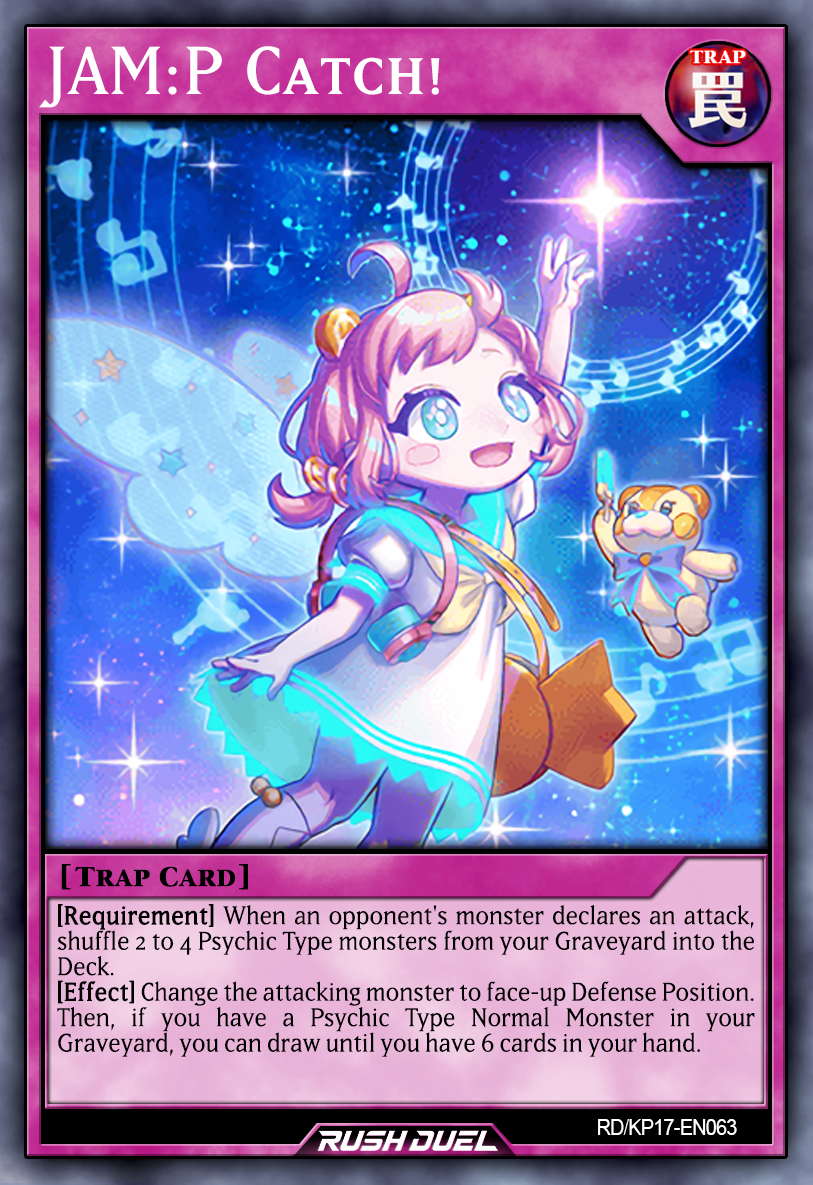 JAM:P CATCH!
TRAP
罠
[TRAP CARD]
[Requirement] When an opponent's monster declares an attack,
shuffle 2 to 4 Psychic Type monsters from your Graveyard into the
Deck.
[Effect] Change the attacking monster to face-up Defense Position.
Then, if you have a Psychic Type Normal Monster in your
Graveyard, you can draw until you have 6 cards in your hand.
RD/KP17-EN063
RUSH DUEL